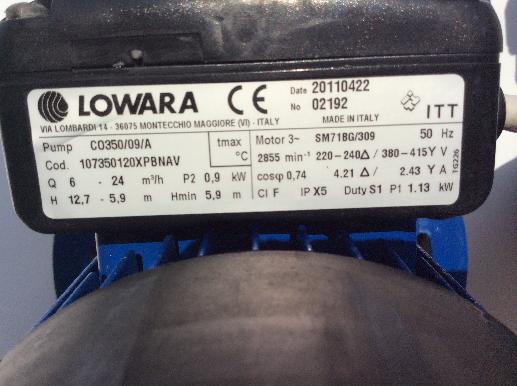 LOWARA CE Date 20110422
No 02192 ITT
VIA LOMBARDI 14 - 36075 MONTECCHIO MAGGIORE (VI) - ITALY MADE IN ITALY
Pump CO350/09/A tmax Motor 3~ SM71BG/309 50 Hz
Cod. 107350120XPBNAV °C 2855 min⁻¹ 220-240△ / 380-415Y V
Q 6 - 24 m³/h P2 0,9 kW cosφ 0,74 4.21 △ / 2.43 Y A
H 12,7 - 5,9 m Hmin 5,9 m Cl F IP X5 Duty S1 P1 1.13 kW
TG226